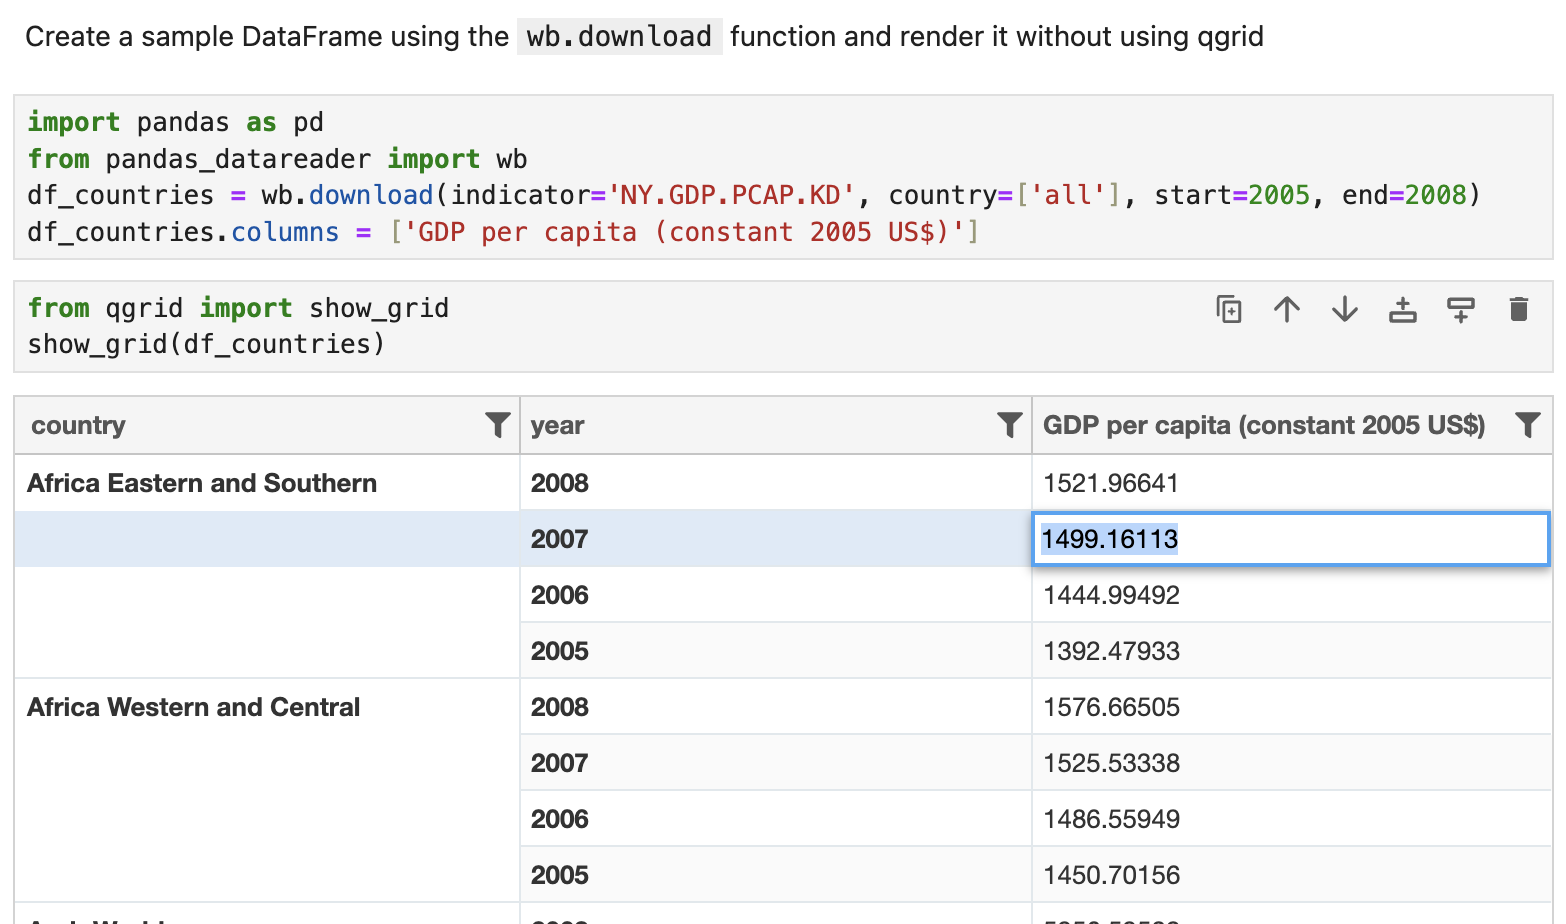 Create a sample DataFrame using the wb.download function and render it without using qgrid
import pandas as pd
from pandas_datareader import wb
df_countries = wb.download(indicator='NY.GDP.PCAP.KD', country=['all'], start=2005, end=2008)
df_countries.columns = ['GDP per capita (constant 2005 US$)']
from qgrid import show_grid
show_grid(df_countries)
country year GDP per capita (constant 2005 US$)
Africa Eastern and Southern 2008 1521.96641
2007 1499.16113
2006 1444.99492
2005 1392.47933
Africa Western and Central 2008 1576.66505
2007 1525.53338
2006 1486.55949
2005 1450.70156